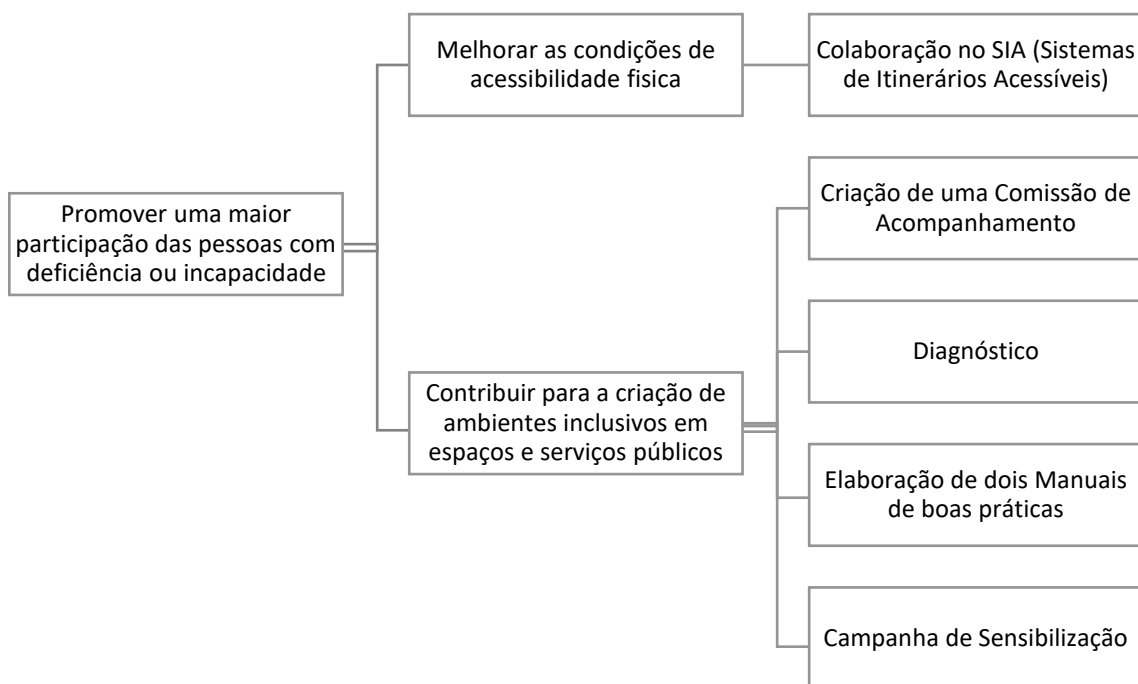 Melhorar as condições de
acessibilidade fisica
Colaboração no SIA (Sistemas
de Itinerários Acessíveis)
Promover uma maior
participação das pessoas com
deficiência ou incapacidade
Criação de uma Comissão de
Acompanhamento
Diagnóstico
Contribuir para a criação de
ambientes inclusivos em
espaços e serviços públicos
Elaboração de dois Manuais
de boas práticas
Campanha de Sensibilização